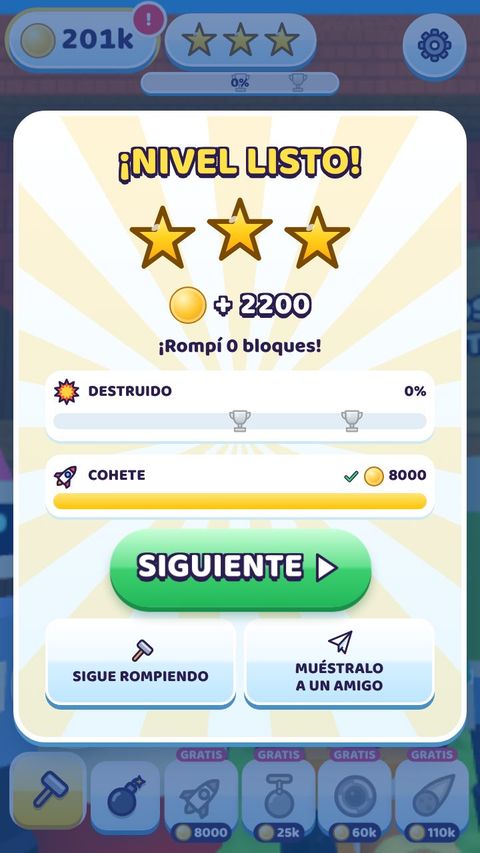 201k
!
0%
¡NIVEL LISTO!
+ 2200
¡Rompí 0 bloques!
DESTRUIDO 0%
COHETE 8000
SIGUIENTE
SIGUE ROMPIENDO
MUÉSTRALO
A UN AMIGO
GRATIS GRATIS GRATIS GRATIS
8000 25k 60k 110k